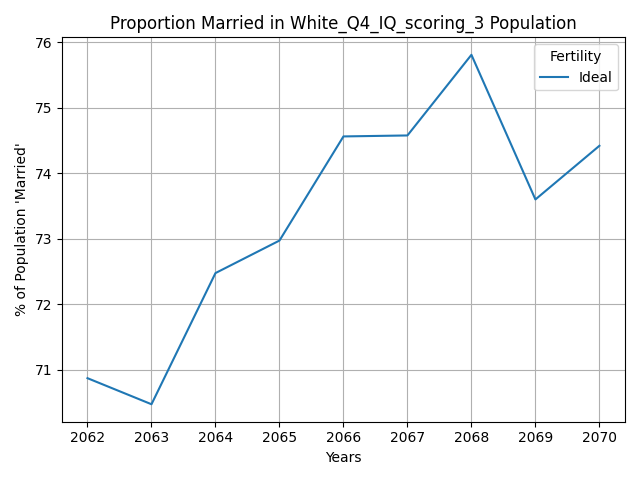 Proportion Married in White_Q4_IQ_scoring_3 Population
% of Population 'Married'
76
75
74
73
72
71
Fertility
Ideal
2062 2063 2064 2065 2066 2067 2068 2069 2070
Years